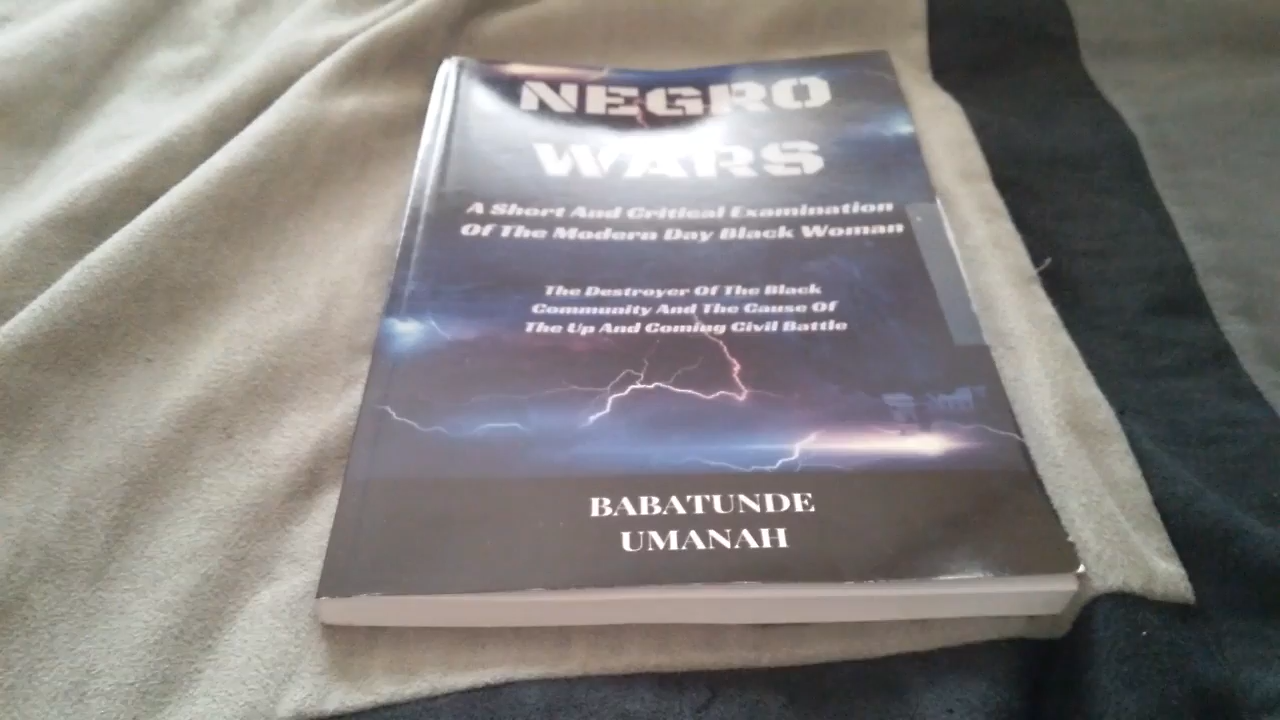 NEGRO
WARS
A Short And Critical Examination
Of The Modern Day Black Woman
The Destroyer Of The Black
Community And The Cause Of
The Up And Coming Civil Battle
BABATUNDE
UMANAH